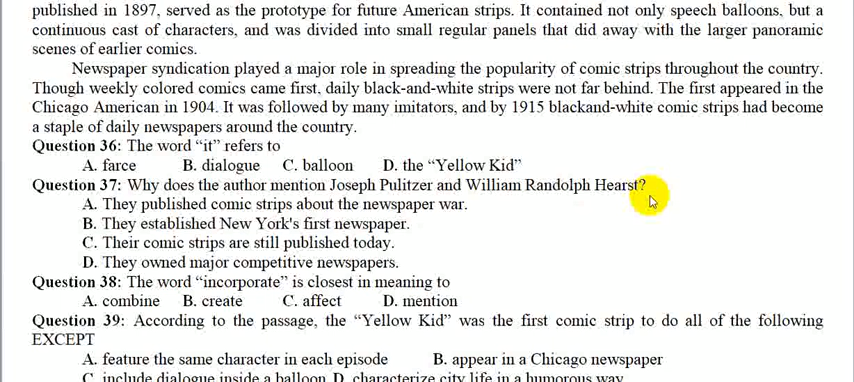 published in 1897, served as the prototype for future American strips. It contained not only speech balloons, but a
continuous cast of characters, and was divided into small regular panels that did away with the larger panoramic
scenes of earlier comics.
Newspaper syndication played a major role in spreading the popularity of comic strips throughout the country.
Though weekly colored comics came first, daily black-and-white strips were not far behind. The first appeared in the
Chicago American in 1904. It was followed by many imitators, and by 1915 blackand-white comic strips had become
a staple of daily newspapers around the country.
Question 36: The word “it” refers to
A. farce B. dialogue C. balloon D. the “Yellow Kid”
Question 37: Why does the author mention Joseph Pulitzer and William Randolph Hearst?
A. They published comic strips about the newspaper war.
B. They established New York's first newspaper.
C. Their comic strips are still published today.
D. They owned major competitive newspapers.
Question 38: The word “incorporate” is closest in meaning to
A. combine B. create C. affect D. mention
Question 39: According to the passage, the “Yellow Kid” was the first comic strip to do all of the following
EXCEPT
A. feature the same character in each episode B. appear in a Chicago newspaper
C. include dialogue inside a balloon D. characterize city life in a humorous way